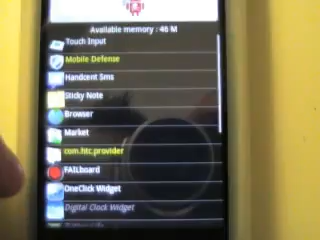 Available memory : 46 M
Touch Input
Mobile Defense
Handcent Sms
Sticky Note
Browser
Market
com.htc.provider
FAILboard
OneClick Widget
Digital Clock Widget